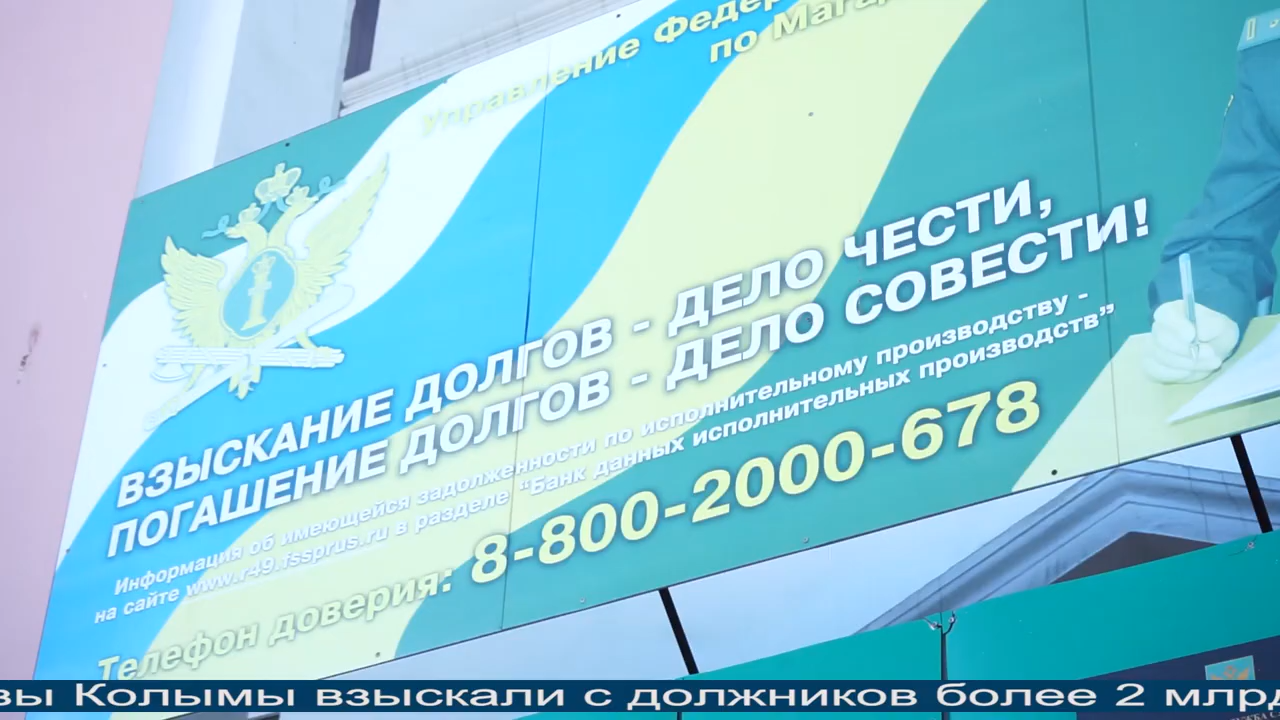 Управление Федер
по Мага
ВЗЫСКАНИЕ ДОЛГОВ - ДЕЛО ЧЕСТИ,
ПОГАШЕНИЕ ДОЛГОВ - ДЕЛО СОВЕСТИ!
Информация об имеющейся задолженности по исполнительному производству -
на сайте www.r49.fssprus.ru в разделе “Банк данных исполнительных производств”
Телефон доверия: 8-800-2000-678
вы Колымы взыскали с должников более 2 млрд